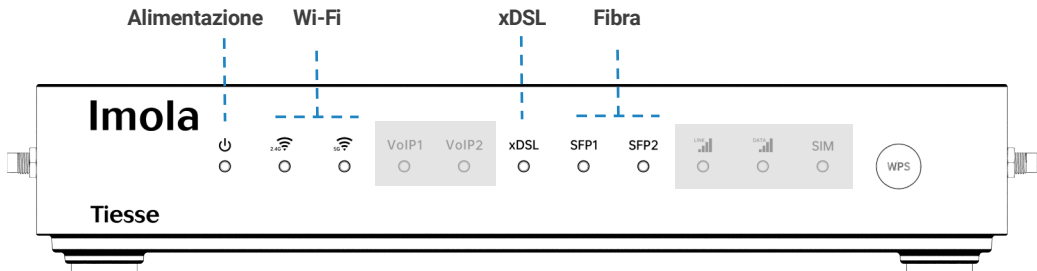 Alimentazione Wi-Fi xDSL Fibra
Imola
2.4G 5G VoIP1 VoIP2 xDSL SFP1 SFP2 LINK DATA SIM
WPS
Tiesse